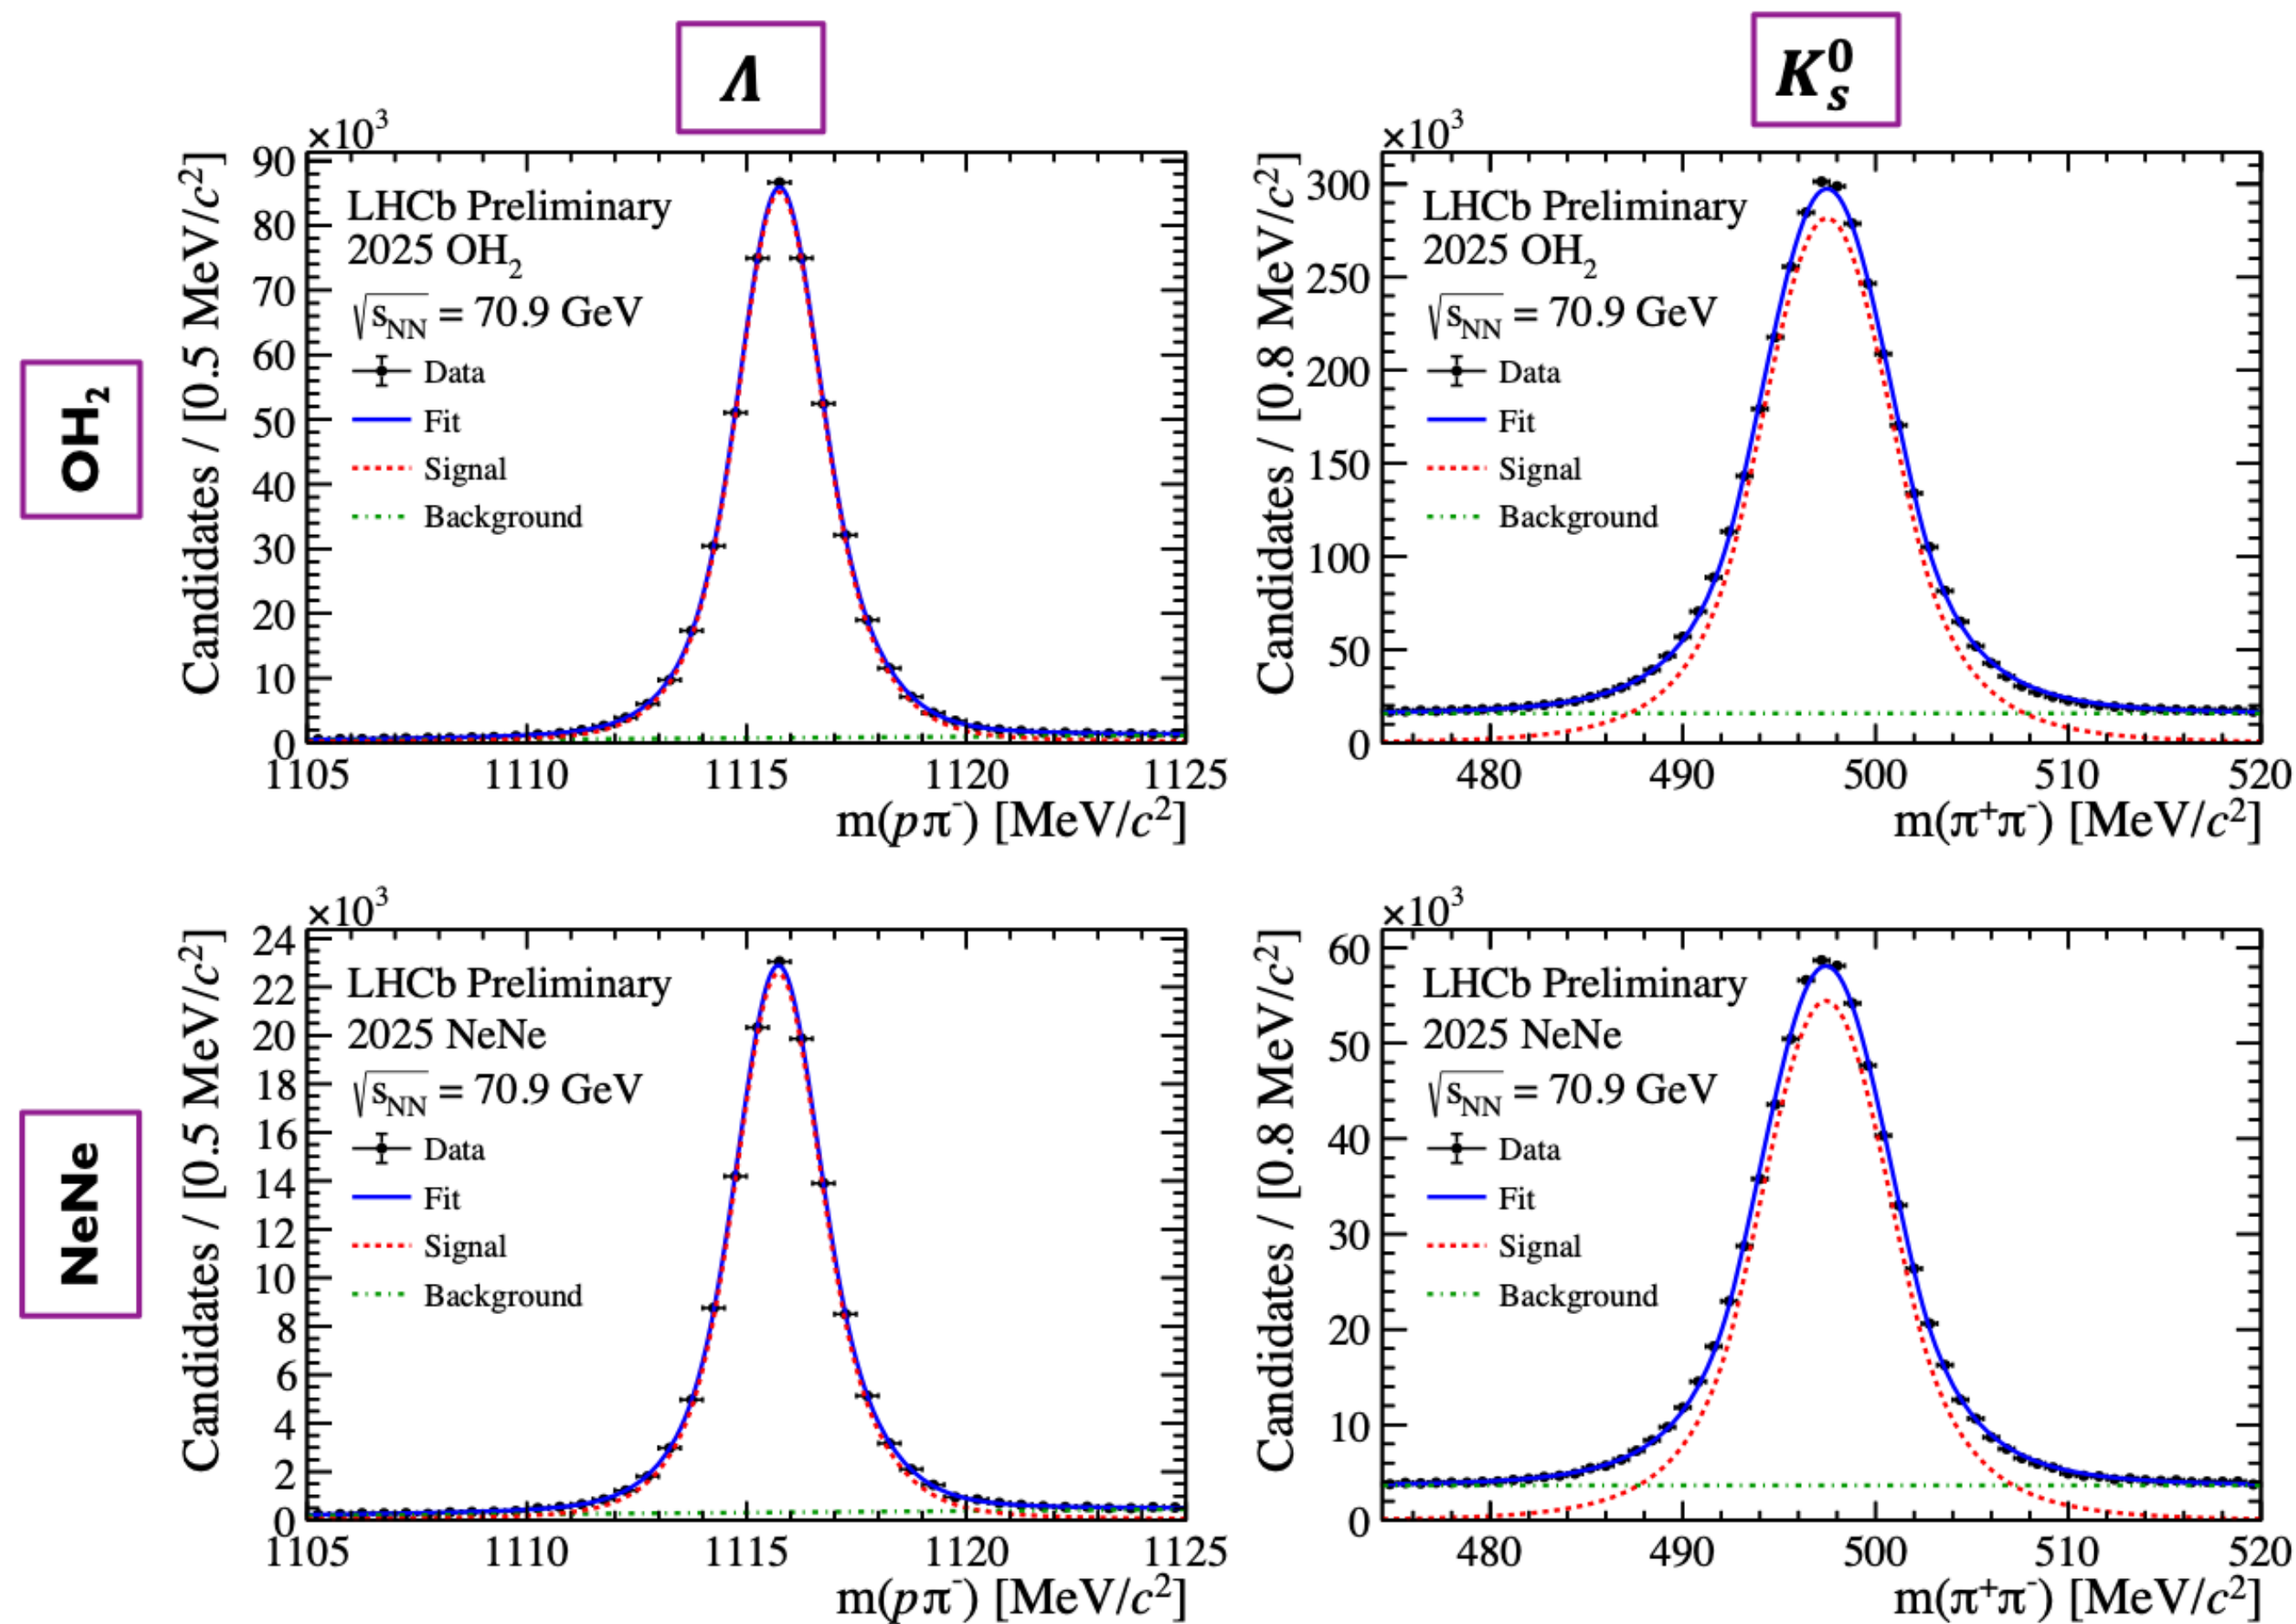 Λ
K⁰ₛ
OH₂
NeNe
×10³
Candidates / [0.5 MeV/c²]
90
80
70
60
50
40
30
20
10
0
LHCb Preliminary
2025 OH₂
√sNN = 70.9 GeV
Data
Fit
Signal
Background
1105 1110 1115 1120 1125
m(pπ⁻) [MeV/c²]
×10³
Candidates / [0.8 MeV/c²]
300
250
200
150
100
50
0
LHCb Preliminary
2025 OH₂
√sNN = 70.9 GeV
Data
Fit
Signal
Background
480 490 500 510 520
m(π⁺π⁻) [MeV/c²]
×10³
Candidates / [0.5 MeV/c²]
24
22
20
18
16
14
12
10
8
6
4
2
0
LHCb Preliminary
2025 NeNe
√sNN = 70.9 GeV
Data
Fit
Signal
Background
1105 1110 1115 1120 1125
m(pπ⁻) [MeV/c²]
×10³
Candidates / [0.8 MeV/c²]
60
50
40
30
20
10
0
LHCb Preliminary
2025 NeNe
√sNN = 70.9 GeV
Data
Fit
Signal
Background
480 490 500 510 520
m(π⁺π⁻) [MeV/c²]